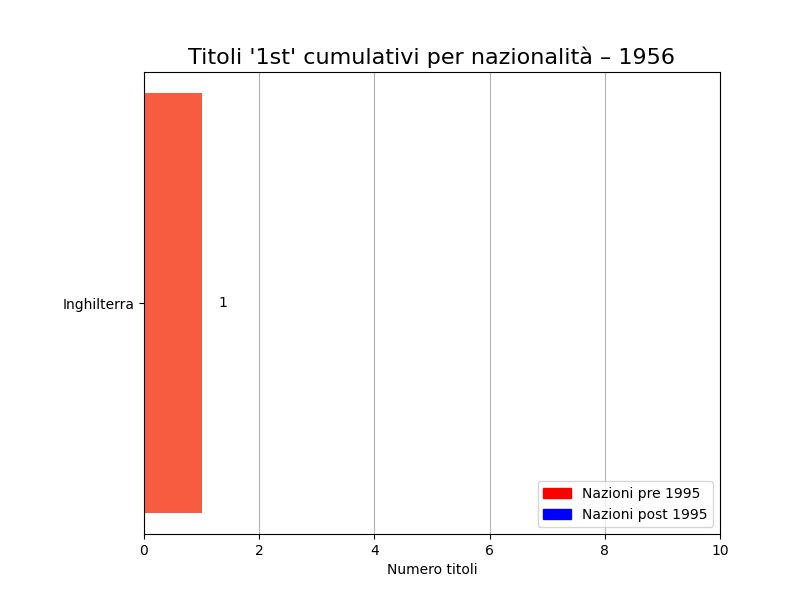 Titoli '1st' cumulativi per nazionalità – 1956
Inghilterra
1
Nazioni pre 1995
Nazioni post 1995
0 2 4 6 8 10
Numero titoli